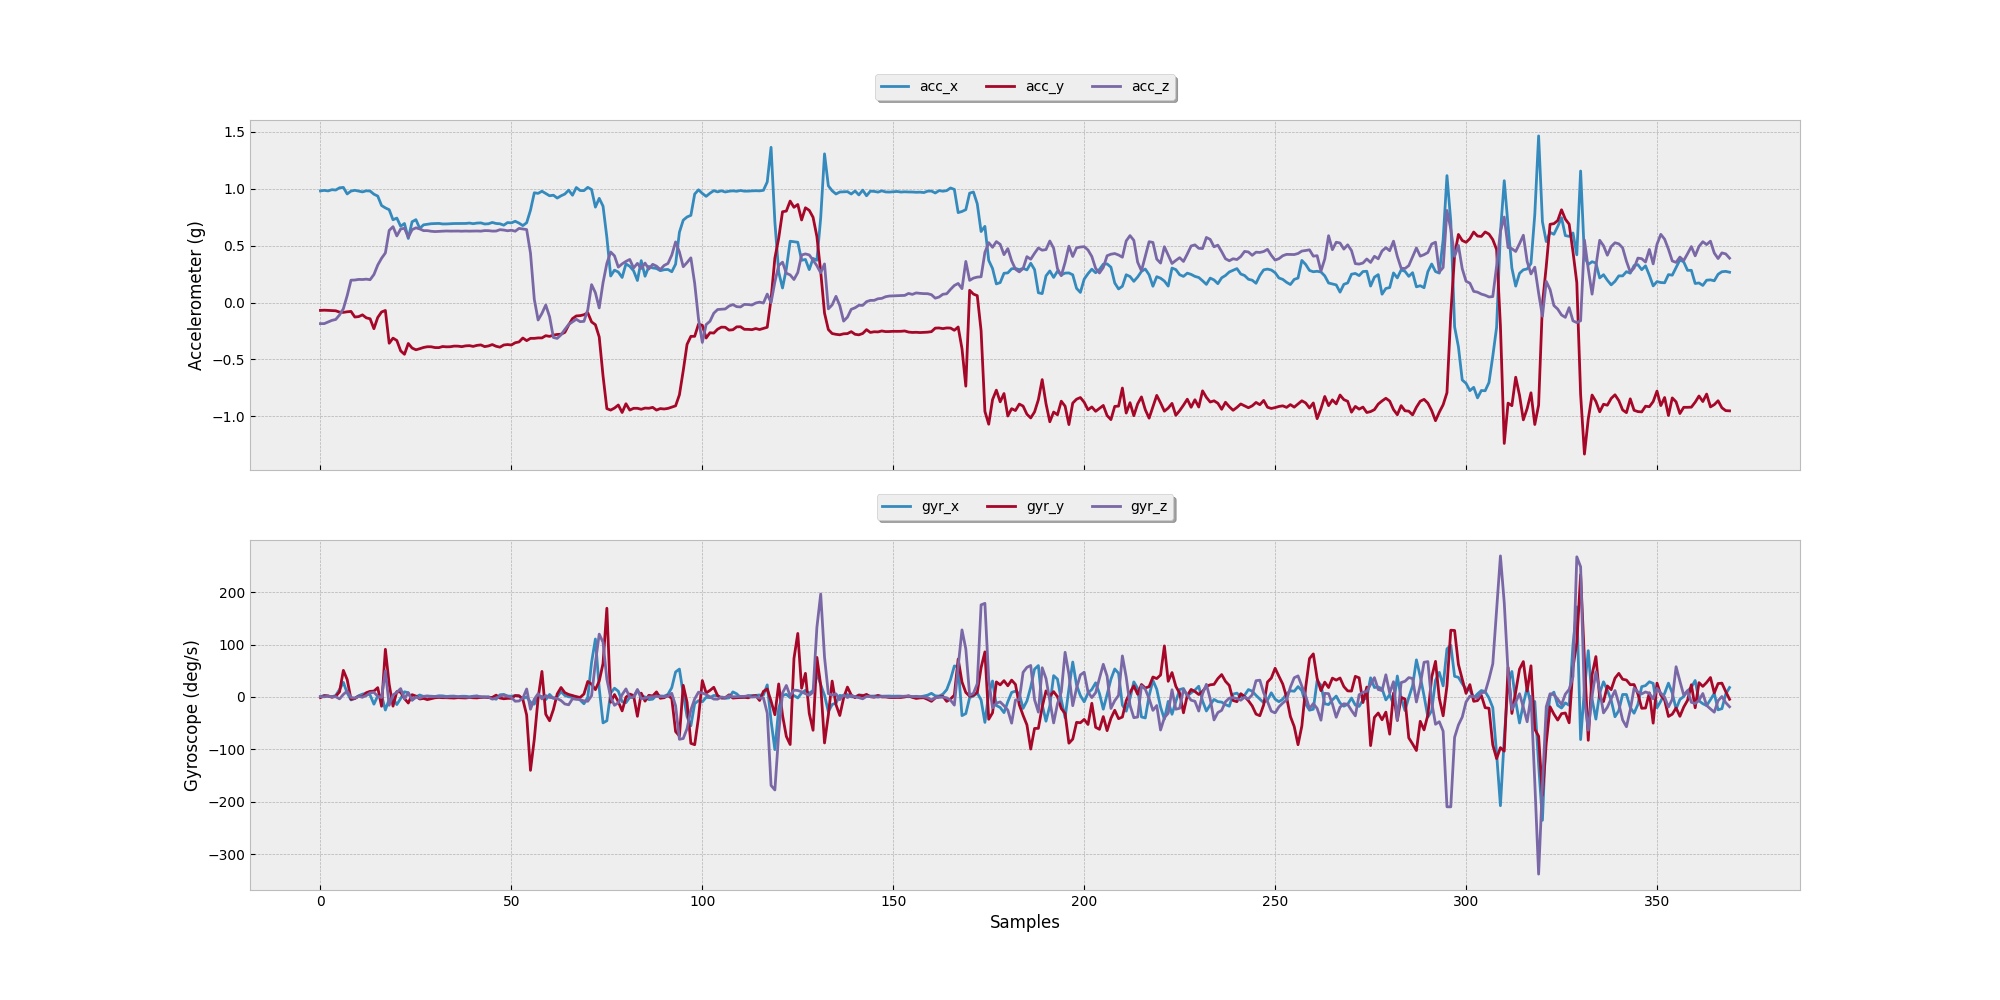 acc_x acc_y acc_z
1.5
1.0
0.5
0.0
−0.5
−1.0
Accelerometer (g)
gyr_x gyr_y gyr_z
200
100
0
−100
−200
−300
Gyroscope (deg/s)
0 50 100 150 200 250 300 350
Samples